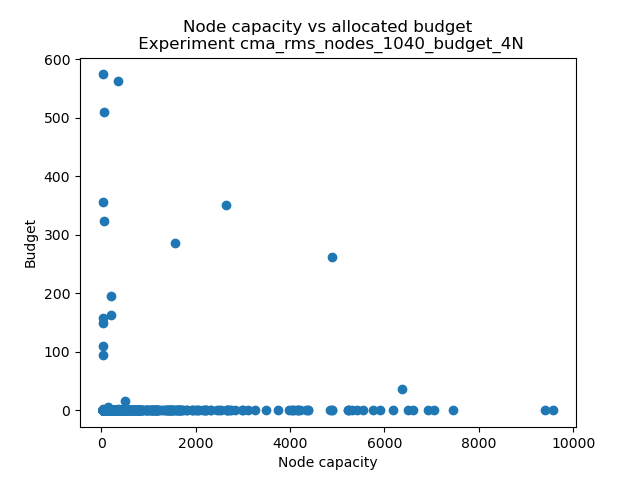 Node capacity vs allocated budget
Experiment cma_rms_nodes_1040_budget_4N
600
500
400
300
200
100
0
Budget
0 2000 4000 6000 8000 10000
Node capacity